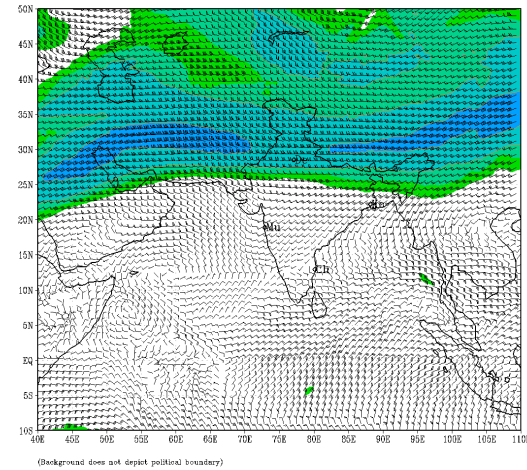 50N
45N
40N
35N
30N
25N
20N
15N
10N
5N
EQ
5S
10S
Mu
Ch
40E 45E 50E 55E 60E 65E 70E 75E 80E 85E 90E 95E 100E 105E 110E
(Background does not depict political boundary)